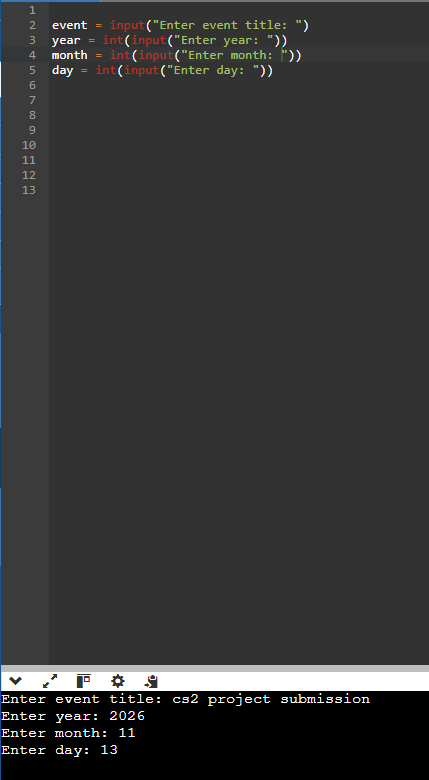 1
2 event = input("Enter event title: ")
3 year = int(input("Enter year: "))
4 month = int(input("Enter month: "))
5 day = int(input("Enter day: "))
6
7
8
9
10
11
12
13
Enter event title: cs2 project submission
Enter year: 2026
Enter month: 11
Enter day: 13